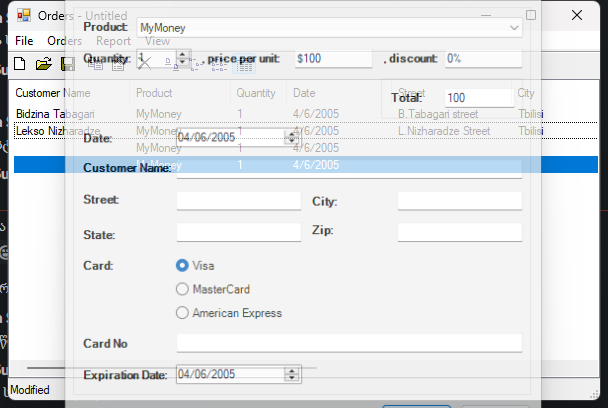 Orders - Untitled
Product:
MyMoney
File Orders Report View
Quantity: 1 , price per unit: $100 , discount: 0%
Total: 100
Customer Name Product Quantity Date Street City
Bidzina Tabagari MyMoney 1 4/6/2005 B.Tabagari street Tbilisi
Lekso Nizharadze MyMoney 1 4/6/2005 L.Nizharadze Street Tbilisi
Date: 04/06/2005
MyMoney 1 4/6/2005
MyMoney 1 4/6/2005
Customer Name:
Street: City:
State: Zip:
Card: Visa
MasterCard
American Express
Card No
Expiration Date: 04/06/2005
Modified